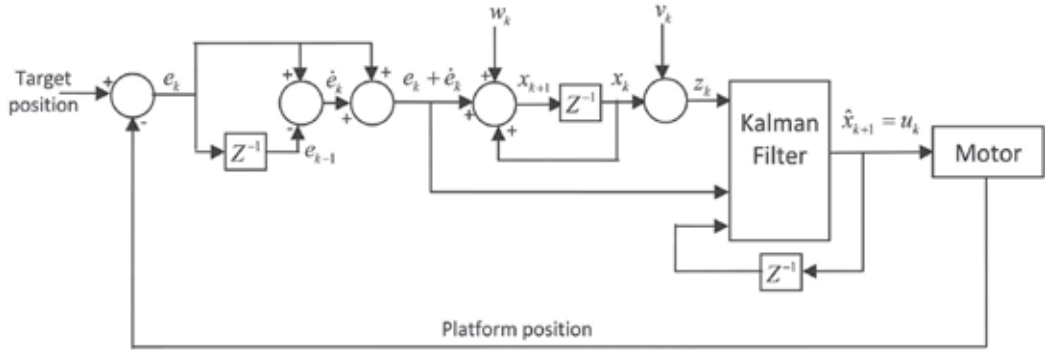 w_k
v_k
Target
position
+
-
e_k
+
-
ė_k
+
+
e_k + ė_k
+
+
+
x_{k+1}
Z^{-1}
x_k
z_k
Z^{-1}
e_{k-1}
Kalman
Filter
x̂_{k+1} = u_k
Motor
Z^{-1}
Platform position